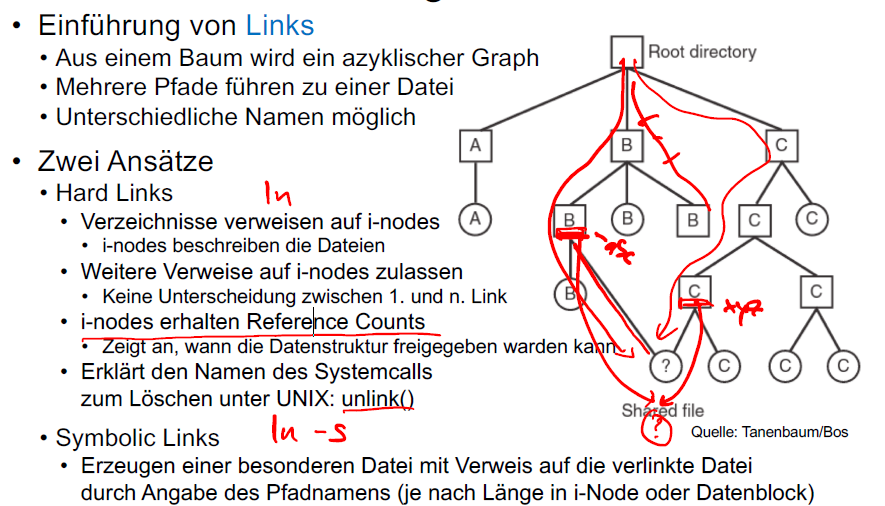 • Einführung von Links
• Aus einem Baum wird ein azyklischer Graph
• Mehrere Pfade führen zu einer Datei
• Unterschiedliche Namen möglich
• Zwei Ansätze
• Hard Links
ln
• Verzeichnisse verweisen auf i-nodes
• i-nodes beschreiben die Dateien
• Weitere Verweise auf i-nodes zulassen
• Keine Unterscheidung zwischen 1. und n. Link
• i-nodes erhalten Reference Counts
• Zeigt an, wann die Datenstruktur freigegeben warden kann
• Erklärt den Namen des Systemcalls
zum Löschen unter UNIX: unlink()
• Symbolic Links
ln -s
• Erzeugen einer besonderen Datei mit Verweis auf die verlinkte Datei
durch Angabe des Pfadnamens (je nach Länge in i-Node oder Datenblock)
Root directory
A B C
A B B B C C
B C C
xyz
? C C C
Shared file
?
Quelle: Tanenbaum/Bos